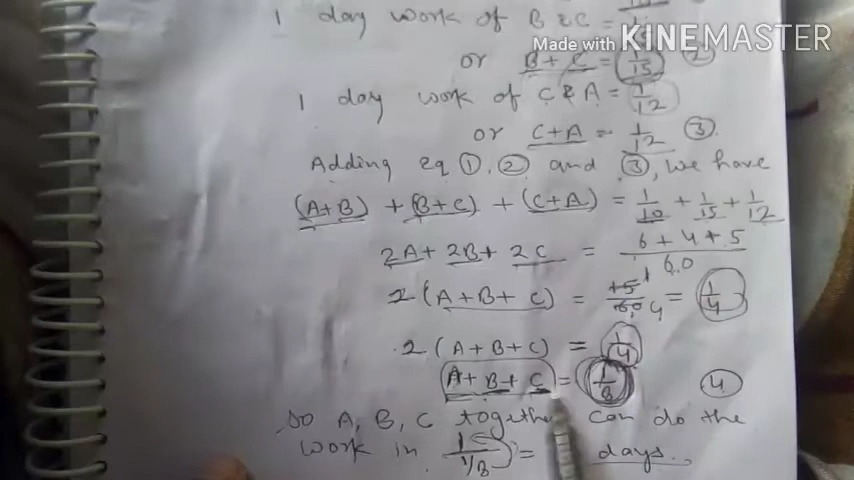 1 day work of B & C =
Made with KINEMASTER
or B + C = 1/15 ②
1 day work of C & A = 1/12
or C+A = 1/12 ③
Adding eq ①, ② and ③, we have
(A+B) + (B+C) + (C+A) = 1/10 + 1/15 + 1/12
2A + 2B + 2C = 6+4+5/60
2(A+B+C) = 15/60 = 1/4
2(A+B+C) = 1/4
A+B+C = 1/8 ④
So A, B, C together can do the
work in 1/1/8 = days.